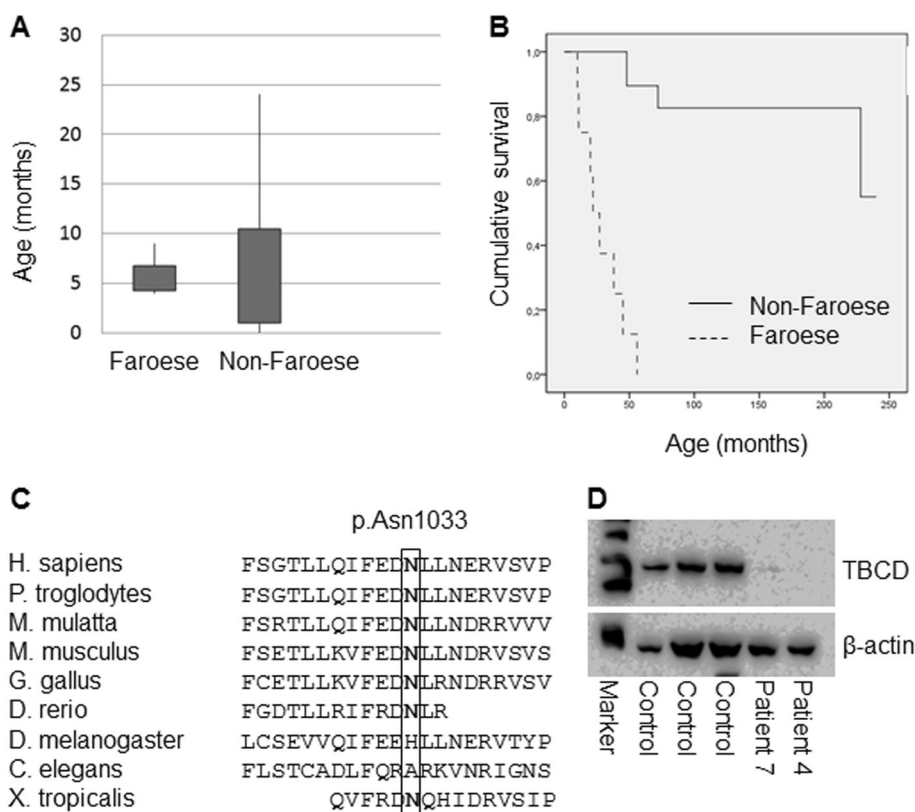 A
Age (months)
30
25
20
15
10
5
0
Faroese Non-Faroese
B
Cumulative survival
1,0
0,8
0,6
0,4
0,2
0,0
Non-Faroese
Faroese
0 50 100 150 200 250
Age (months)
C
p.Asn1033
H. sapiens FSGTLLQIFEDNLLNERVSVP
P. troglodytes FSGTLLQIFEDNLLNERVSVP
M. mulatta FSRTLLQIFEDNLLNDRRVVV
M. musculus FSETLLKVFEDNLLNDRVSVS
G. gallus FCETLLKVFEDNLRNDRRVSV
D. rerio FGDTLLRIFRDNLR
D. melanogaster LCSEVVQIFEEHLLNERVTYP
C. elegans FLSTCADLFQRARKVNRIGNS
X. tropicalis QVFRDNQHIDRVSIP
D
TBCD
β-actin
Marker
Control
Control
Control
Patient 7
Patient 4